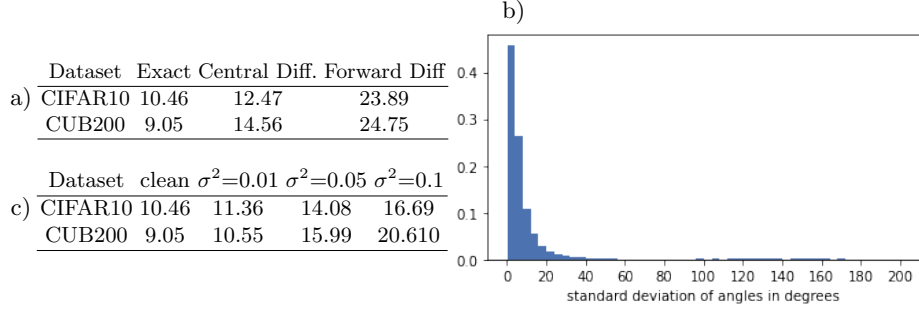 b)
a)
Dataset Exact Central Diff. Forward Diff
CIFAR10 10.46 12.47 23.89
CUB200 9.05 14.56 24.75
c)
Dataset clean σ²=0.01 σ²=0.05 σ²=0.1
CIFAR10 10.46 11.36 14.08 16.69
CUB200 9.05 10.55 15.99 20.610
0.4
0.3
0.2
0.1
0.0
0 20 40 60 80 100 120 140 160 180 200
standard deviation of angles in degrees